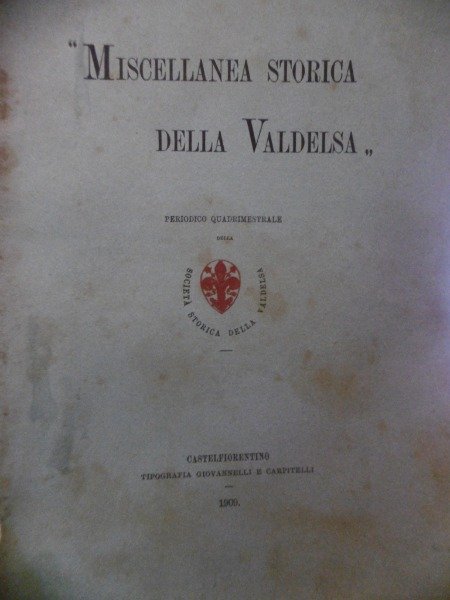 "MISCELLANEA STORICA
DELLA VALDELSA„
PERIODICO QUADRIMESTRALE
DELLA
SOCIETÀ STORICA DELLA VALDELSA
CASTELFIORENTINO
TIPOGRAFIA GIOVANNELLI E CARPITELLI
1909.